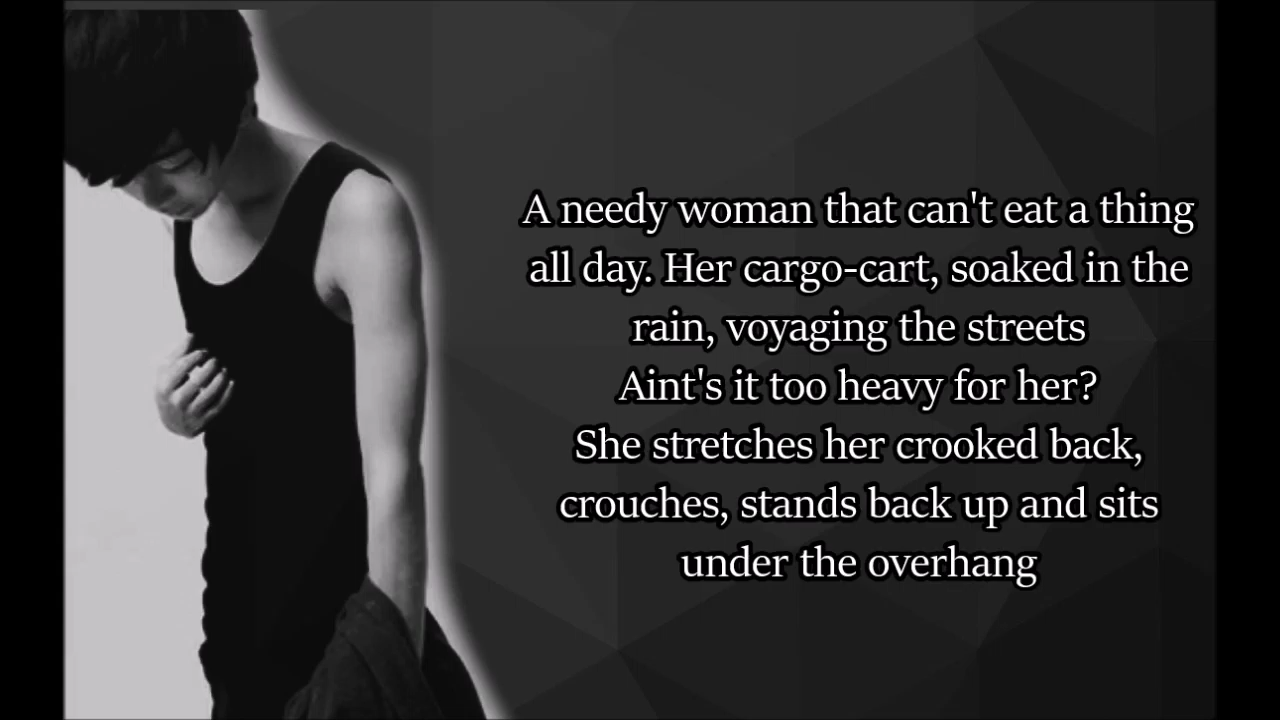 A needy woman that can't eat a thing
all day. Her cargo-cart, soaked in the
rain, voyaging the streets
Aint's it too heavy for her?
She stretches her crooked back,
crouches, stands back up and sits
under the overhang